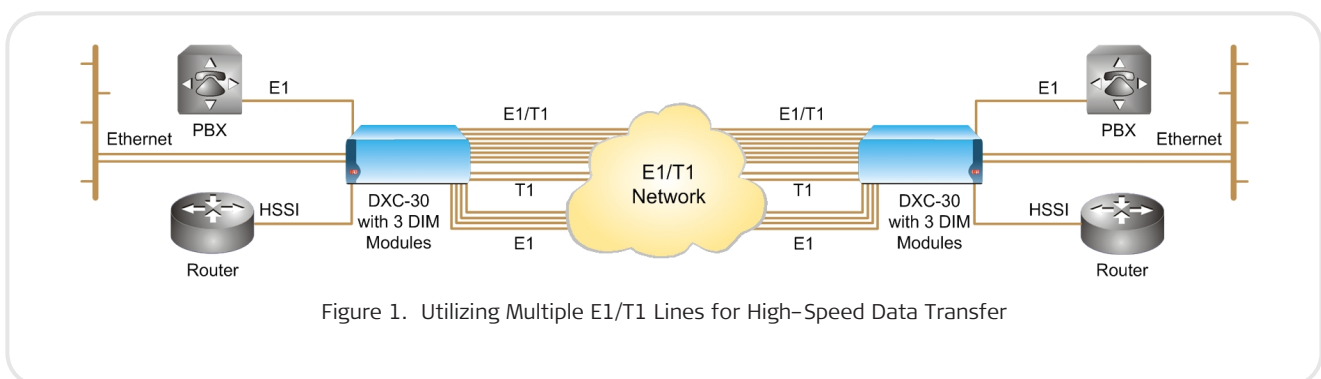 E1
PBX
Ethernet
HSSI
Router
DXC-30
with 3 DIM
Modules
E1/T1
T1
E1
E1/T1
Network
E1/T1
T1
E1
DXC-30
with 3 DIM
Modules
E1
PBX
Ethernet
HSSI
Router
Figure 1. Utilizing Multiple E1/T1 Lines for High-Speed Data Transfer